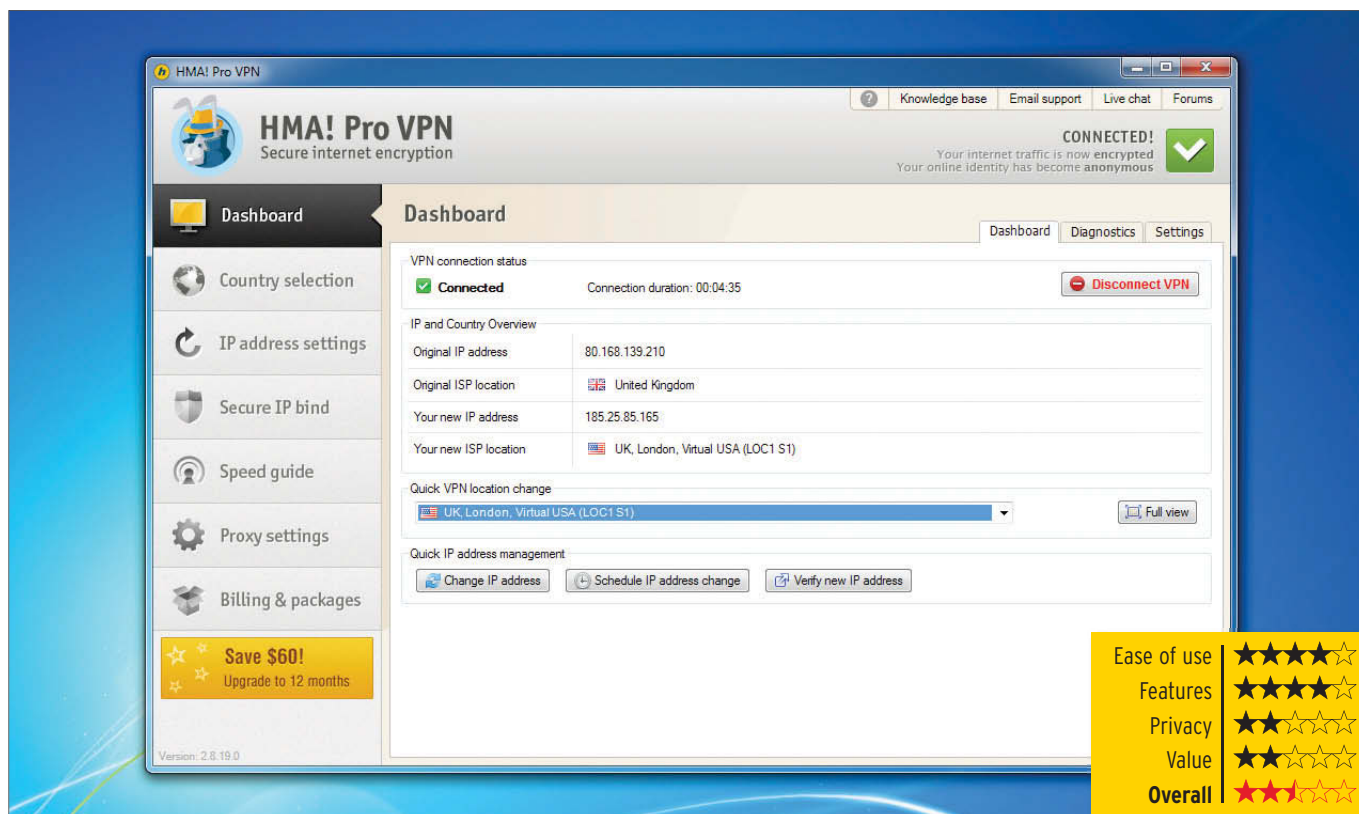 HMA! Pro VPN
Knowledge base Email support Live chat Forums
HMA! Pro VPN
Secure internet encryption
CONNECTED!
Your internet traffic is now encrypted
Your online identity has become anonymous
Dashboard
Country selection
IP address settings
Secure IP bind
Speed guide
Proxy settings
Billing & packages
Save $60!
Upgrade to 12 months
Version: 2.8.19.0
Dashboard
Dashboard Diagnostics Settings
VPN connection status
Connected Connection duration: 00:04:35 Disconnect VPN
IP and Country Overview
Original IP address 80.168.139.210
Original ISP location United Kingdom
Your new IP address 185.25.85.165
Your new ISP location UK, London, Virtual USA (LOC1 S1)
Quick VPN location change
UK, London, Virtual USA (LOC1 S1) Full view
Quick IP address management
Change IP address Schedule IP address change Verify new IP address
Ease of use
Features
Privacy
Value
Overall